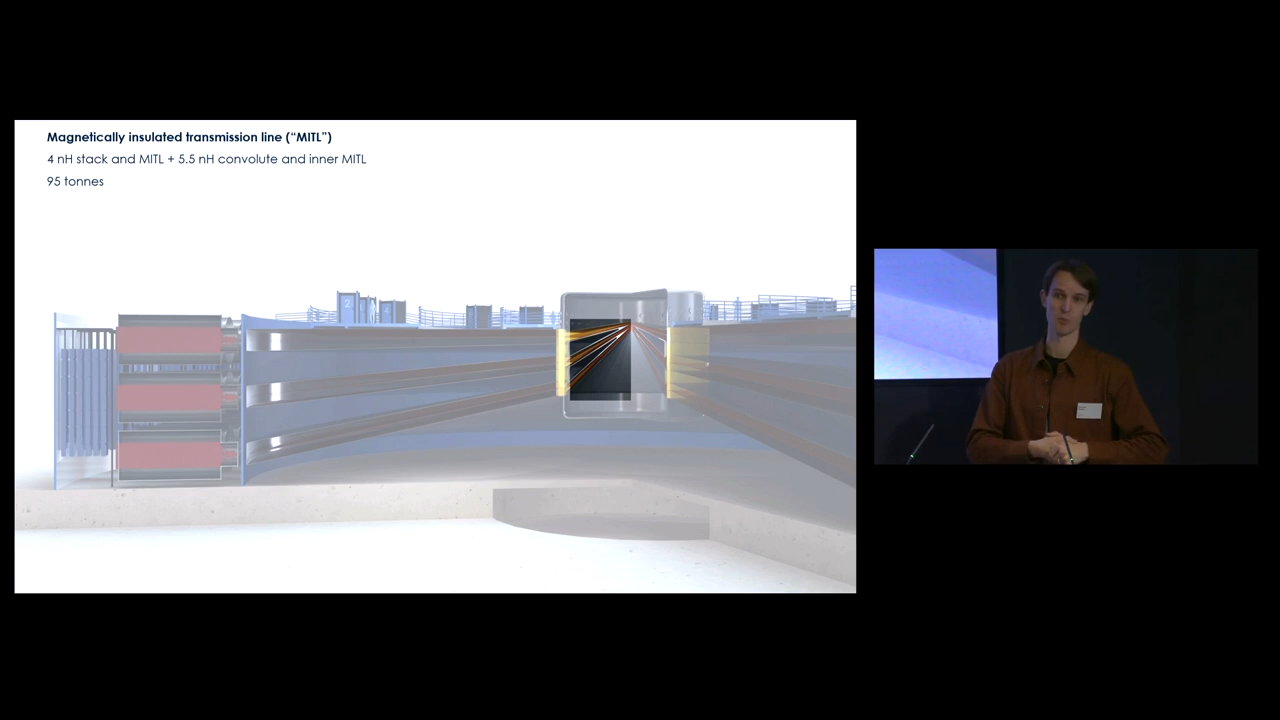 Magnetically insulated transmission line (“MITL”)
4 nH stack and MITL + 5.5 nH convolute and inner MITL
95 tonnes
2